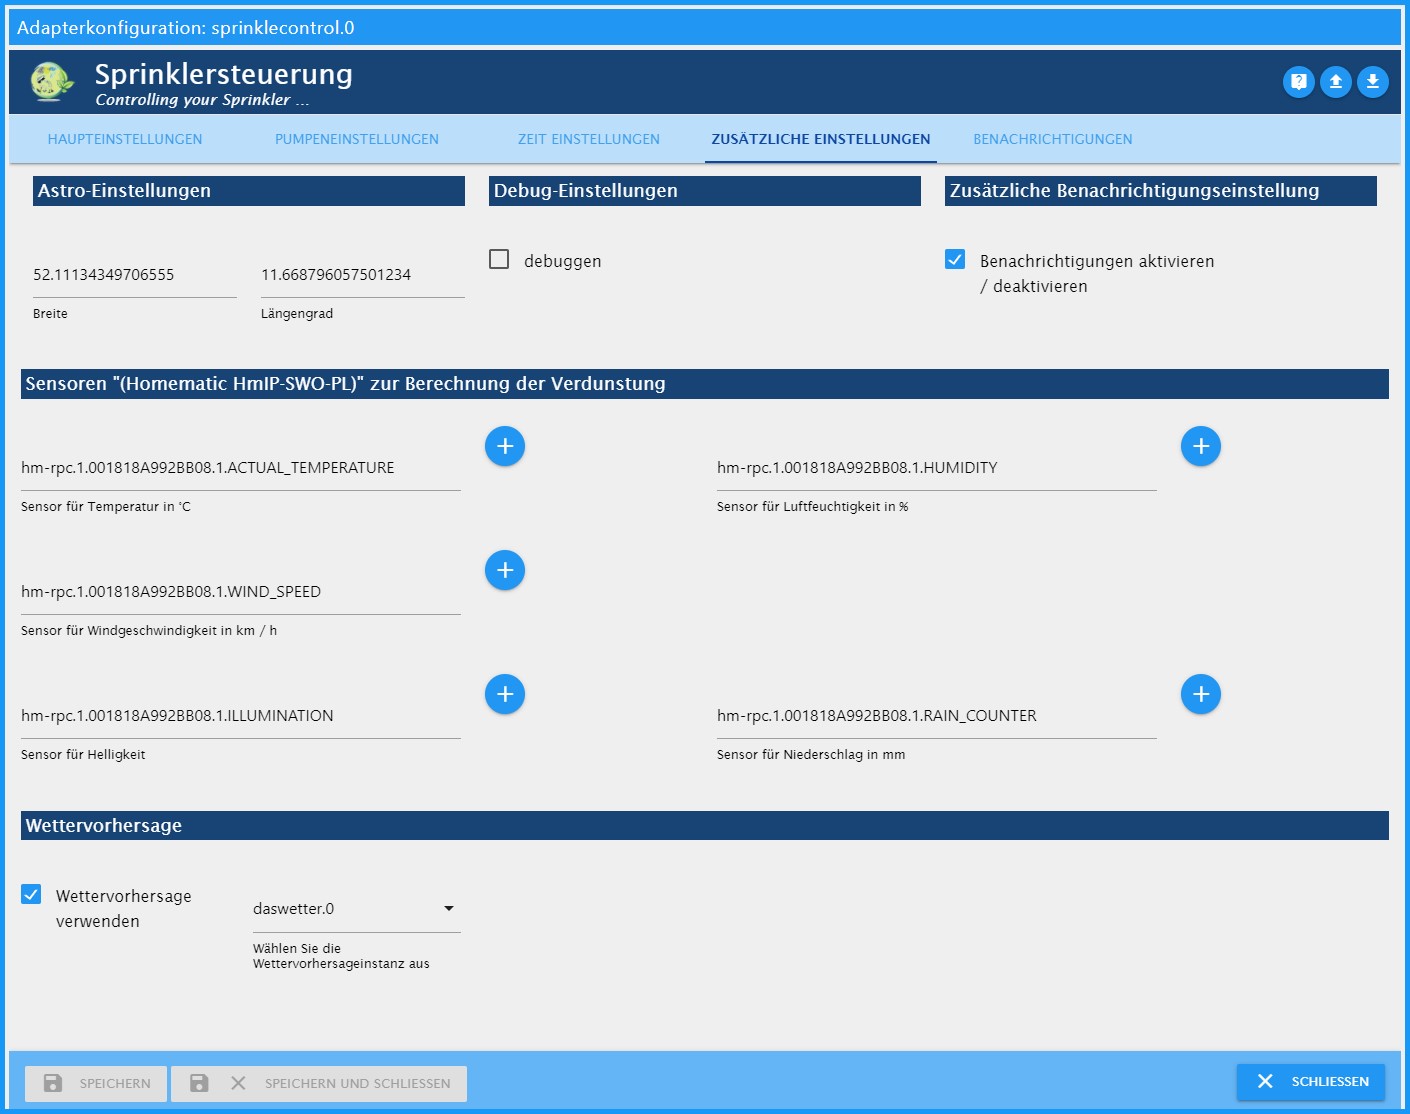 Adapterkonfiguration: sprinklecontrol.0
Sprinklersteuerung
Controlling your Sprinkler ...
HAUPTEINSTELLUNGEN PUMPENEINSTELLUNGEN ZEIT EINSTELLUNGEN ZUSÄTZLICHE EINSTELLUNGEN BENACHRICHTIGUNGEN
Astro-Einstellungen Debug-Einstellungen Zusätzliche Benachrichtigungseinstellung
52.11134349706555 11.668796057501234 debuggen Benachrichtigungen aktivieren
/ deaktivieren
Breite Längengrad
Sensoren "(Homematic HmIP-SWO-PL)" zur Berechnung der Verdunstung
hm-rpc.1.001818A992BB08.1.ACTUAL_TEMPERATURE hm-rpc.1.001818A992BB08.1.HUMIDITY
Sensor für Temperatur in °C Sensor für Luftfeuchtigkeit in %
hm-rpc.1.001818A992BB08.1.WIND_SPEED
Sensor für Windgeschwindigkeit in km / h
hm-rpc.1.001818A992BB08.1.ILLUMINATION hm-rpc.1.001818A992BB08.1.RAIN_COUNTER
Sensor für Helligkeit Sensor für Niederschlag in mm
Wettervorhersage
Wettervorhersage
verwenden
daswetter.0
Wählen Sie die
Wettervorhersageinstanz aus
SPEICHERN SPEICHERN UND SCHLIESSEN SCHLIESSEN